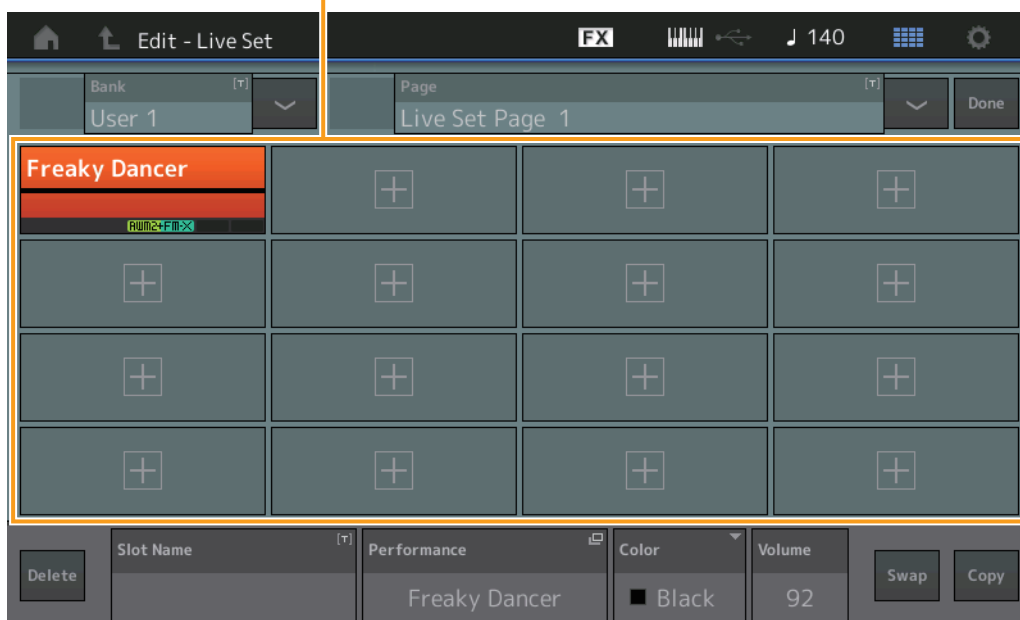 Edit - Live Set
FX
♩ 140
Bank [T]
User 1
Page [T]
Live Set Page 1
Done
Freaky Dancer
AWM2+FM-X
Delete
Slot Name [T]
Performance
Freaky Dancer
Color
Black
Volume
92
Swap
Copy